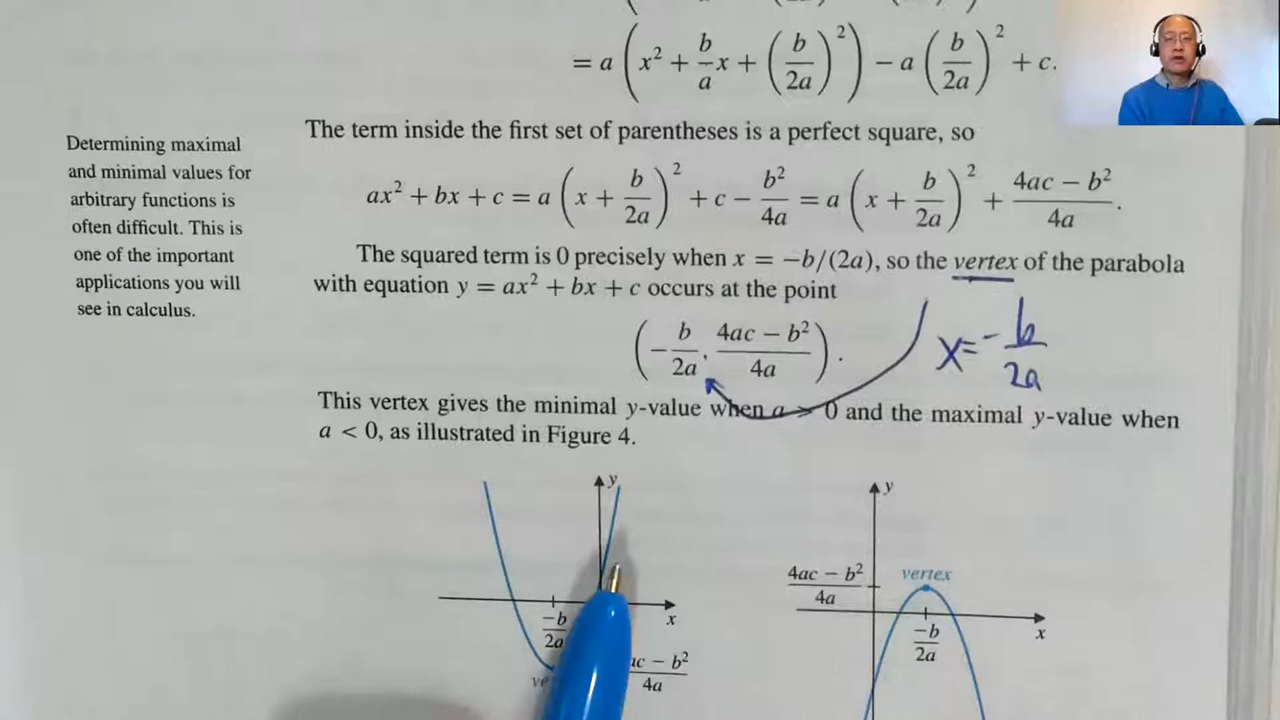 = a (x² + b/a x + (b/2a)²) − a (b/2a)² + c.
Determining maximal
and minimal values for
arbitrary functions is
often difficult. This is
one of the important
applications you will
see in calculus.
The term inside the first set of parentheses is a perfect square, so
ax² + bx + c = a (x + b/2a)² + c − b²/4a = a (x + b/2a)² + 4ac − b²/4a.
The squared term is 0 precisely when x = −b/(2a), so the vertex of the parabola
with equation y = ax² + bx + c occurs at the point
(−b/2a, 4ac − b²/4a).
x = −b/2a
This vertex gives the minimal y-value when a > 0 and the maximal y-value when
a < 0, as illustrated in Figure 4.
y
x
−b/2a
c − b²/4a
y
4ac − b²/4a
vertex
x
−b/2a